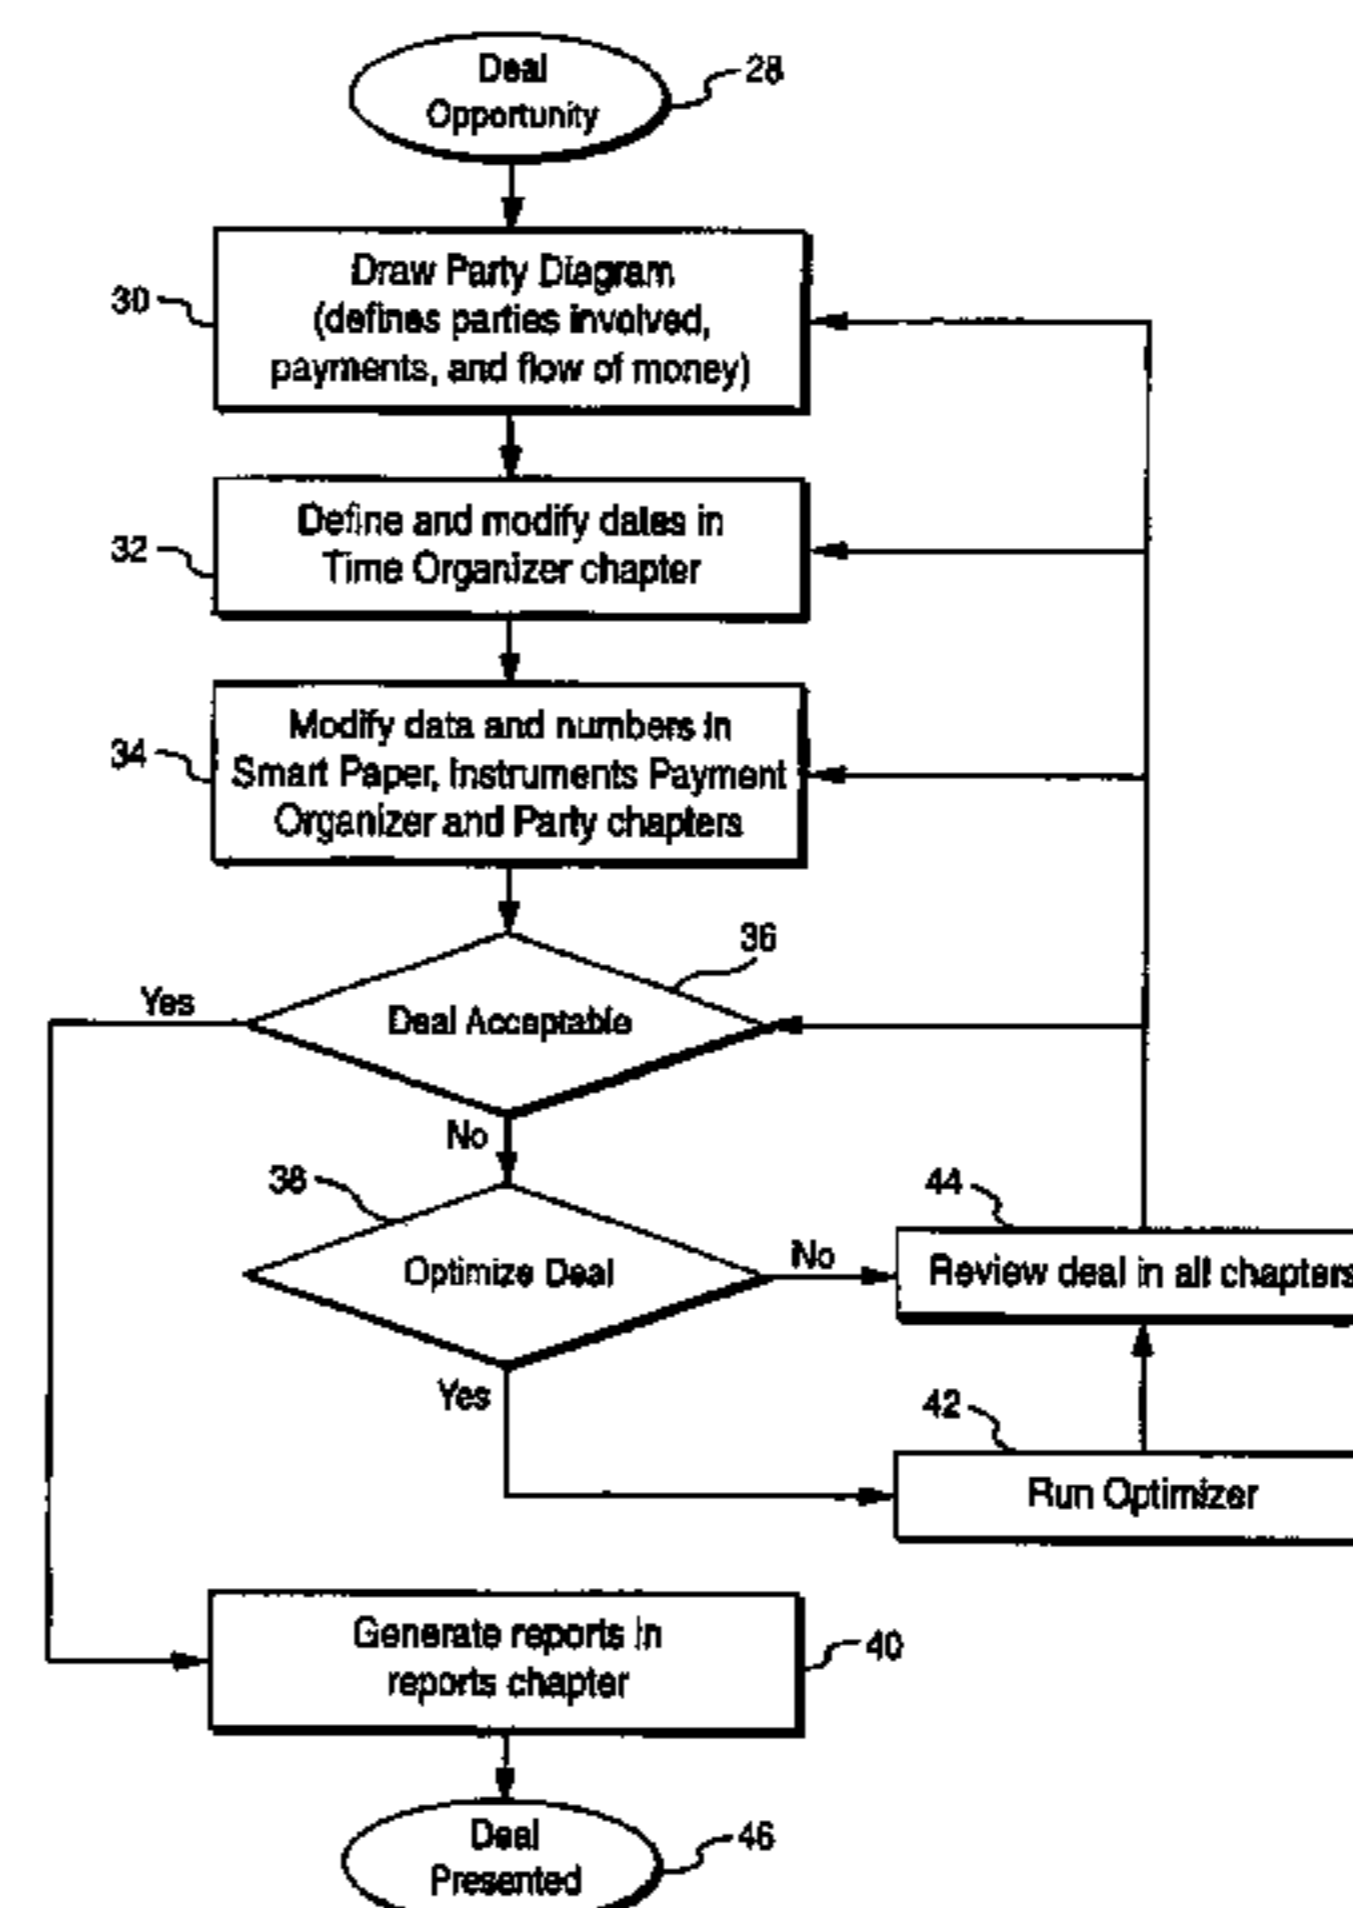 Deal
Opportunity
28
30
Draw Party Diagram
(defines parties involved,
payments, and flow of money)
32
Define and modify dates in
Time Organizer chapter
34
Modify data and numbers in
Smart Paper, Instruments Payment
Organizer and Party chapters
36
Yes
Deal Acceptable
No
38
44
Optimize Deal
No
Review deal in all chapters
Yes
42
Run Optimizer
Generate reports in
reports chapter
40
Deal
Presented
46